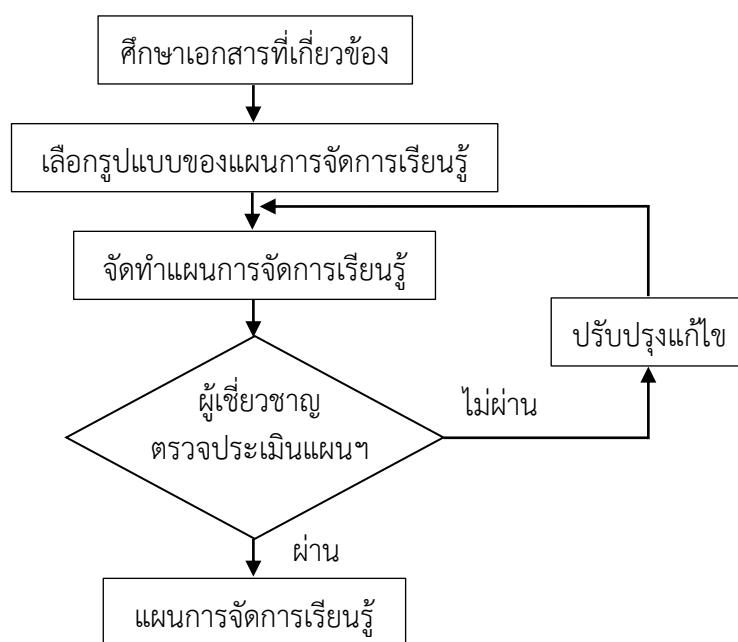 ศึกษาเอกสารที่เกี่ยวข้อง
เลือกรูปแบบของแผนการจัดการเรียนรู้
จัดทำแผนการจัดการเรียนรู้
ปรับปรุงแก้ไข
ผู้เชี่ยวชาญ
ตรวจประเมินแผนฯ
ไม่ผ่าน
ผ่าน
แผนการจัดการเรียนรู้